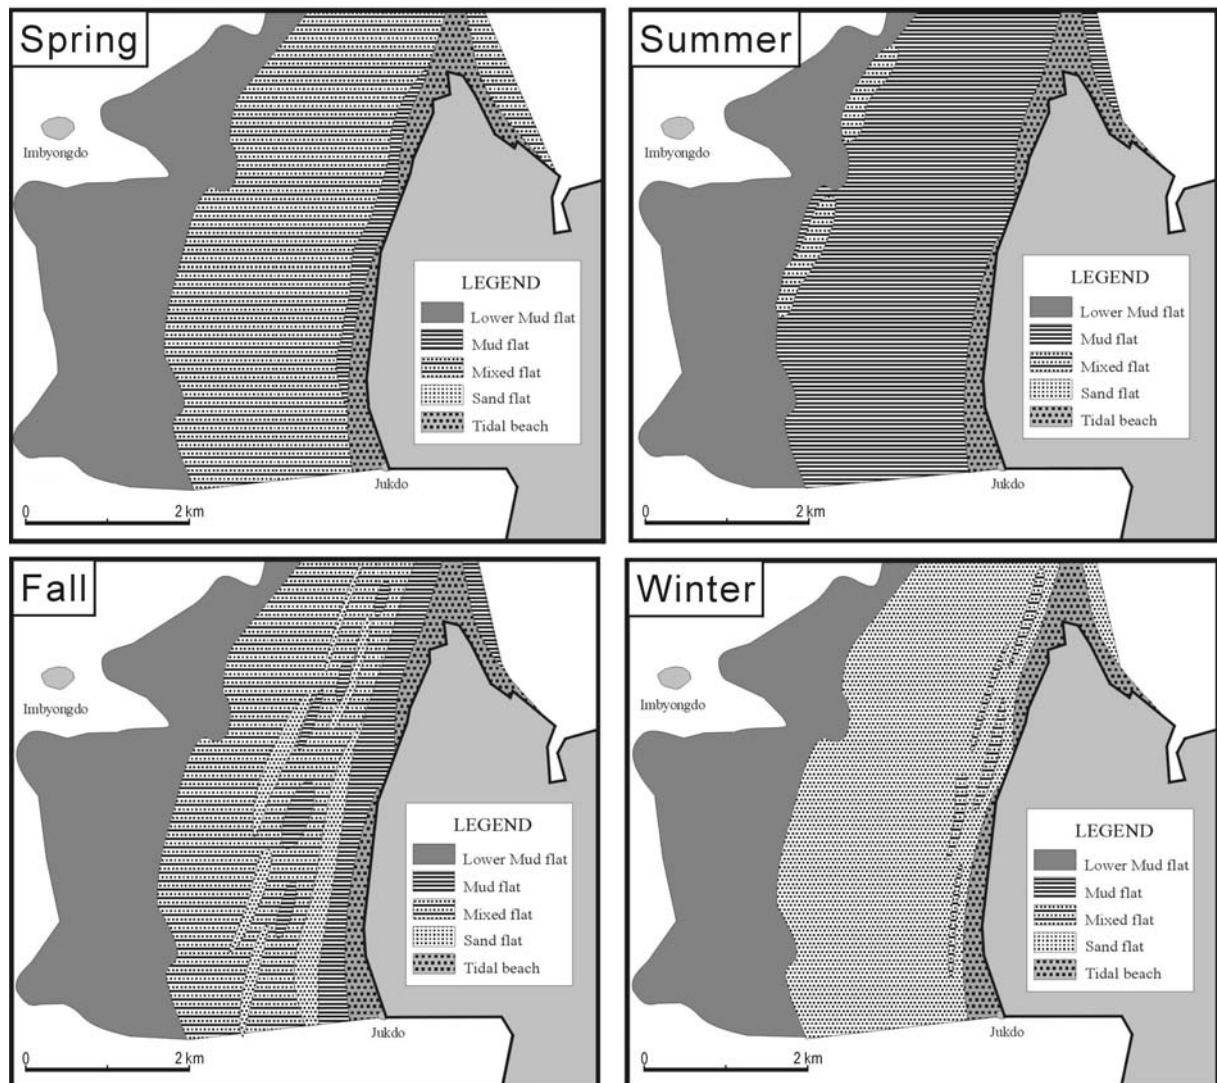 Spring
Imbyongdo
LEGEND
Lower Mud flat
Mud flat
Mixed flat
Sand flat
Tidal beach
Jukdo
0 2 km
Summer
Imbyongdo
LEGEND
Lower Mud flat
Mud flat
Mixed flat
Sand flat
Tidal beach
Jukdo
0 2 km
Fall
Imbyongdo
LEGEND
Lower Mud flat
Mud flat
Mixed flat
Sand flat
Tidal beach
Jukdo
0 2 km
Winter
Imbyongdo
LEGEND
Lower Mud flat
Mud flat
Mixed flat
Sand flat
Tidal beach
Jukdo
0 2 km